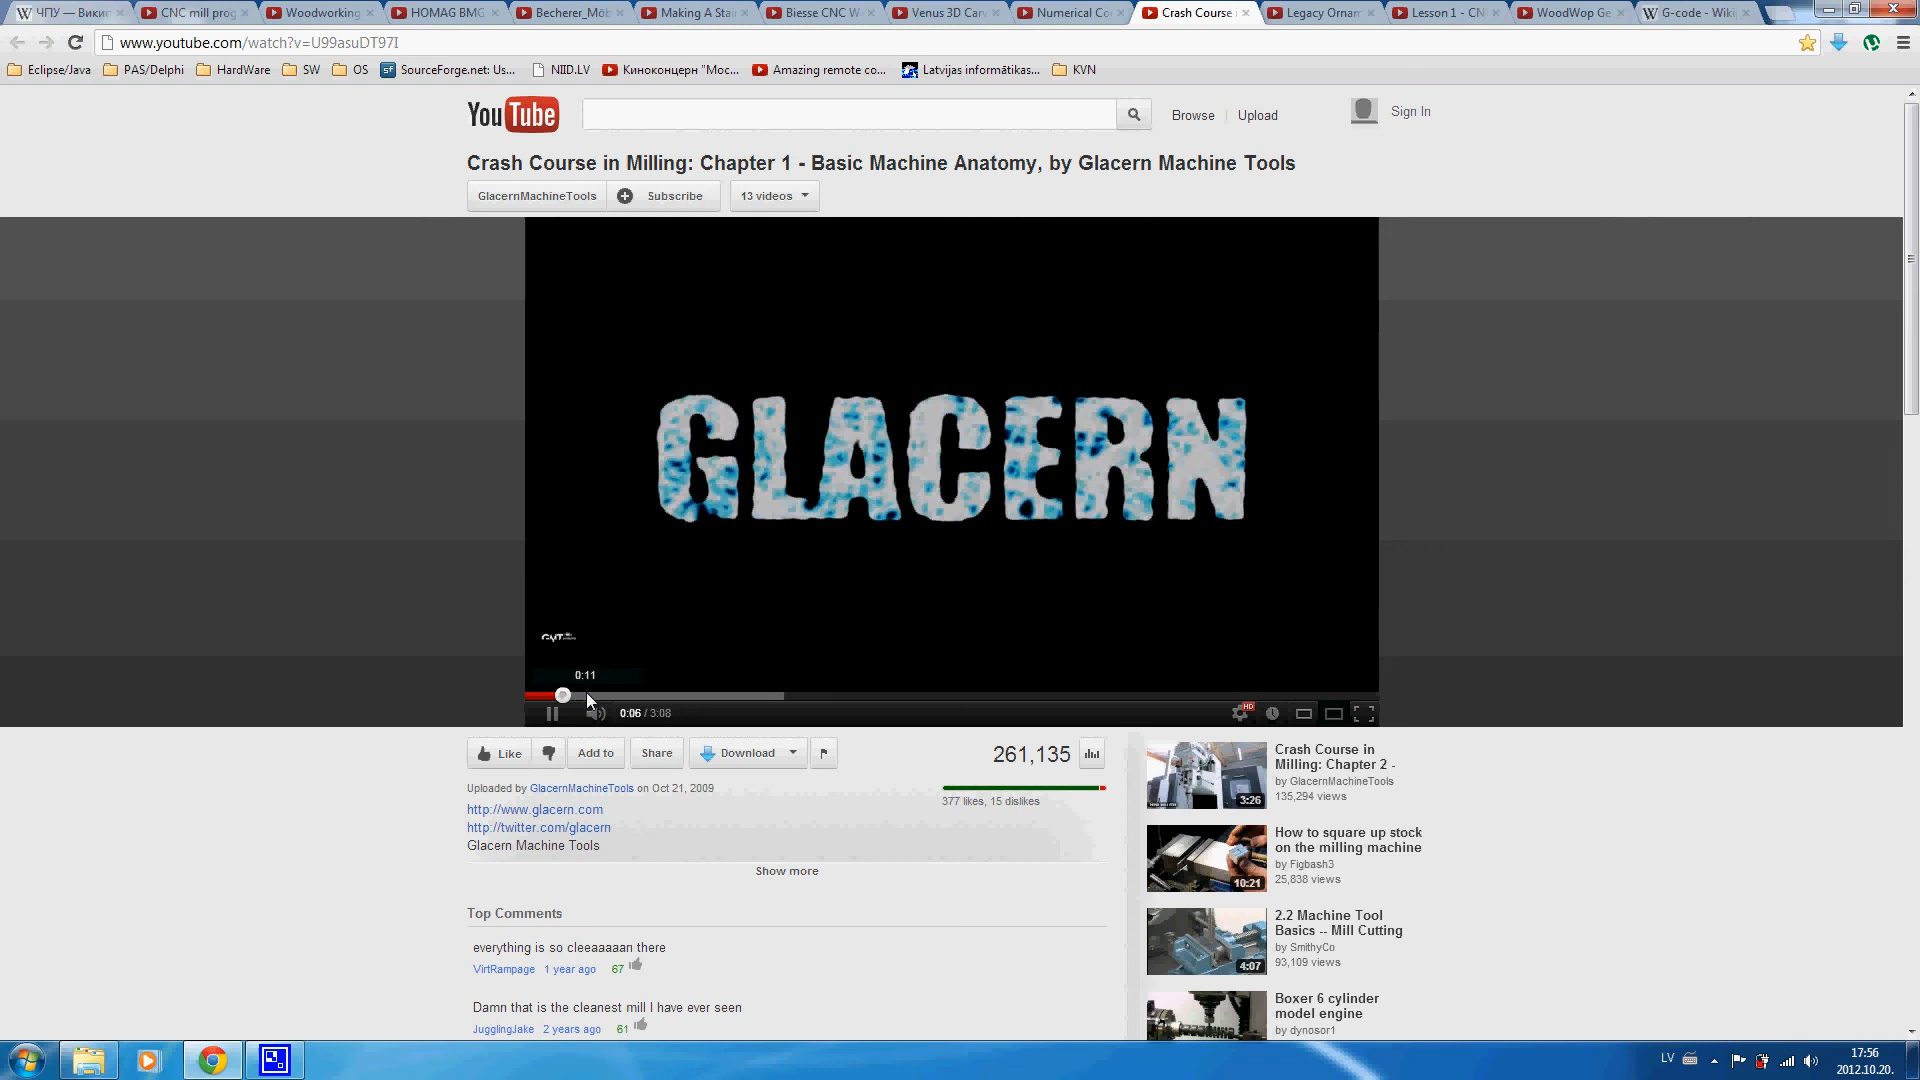 ЧПУ — Вики
CNC mill prog
Woodworking
HOMAG BMG
Becherer_Möb
Making A Stai
Biesse CNC W
Venus 3D Carv
Numerical Co
Crash Course i
Legacy Ornam
Lesson 1 - CN
WoodWop Ge
G-code - Wiki
www.youtube.com/watch?v=U99asuDT97I
Eclipse/Java
PAS/Delphi
HardWare
SW
OS
SourceForge.net: Us...
NIID.LV
Киноконцерн "Мос...
Amazing remote co...
Latvijas informātikas...
KVN
YouTube
Browse
Upload
Sign In
Crash Course in Milling: Chapter 1 - Basic Machine Anatomy, by Glacern Machine Tools
GlacernMachineTools
Subscribe
13 videos
GLACERN
GMT
0:11
0:06 / 3:08
HD
Like
Add to
Share
Download
261,135
Uploaded by GlacernMachineTools on Oct 21, 2009
377 likes, 15 dislikes
http://www.glacern.com
http://twitter.com/glacern
Glacern Machine Tools
Show more
Top Comments
everything is so cleeaaaaan there
VirtRampage 1 year ago 67
Damn that is the cleanest mill I have ever seen
JugglingJake 2 years ago 61
3:26
Crash Course in
Milling: Chapter 2 -
by GlacernMachineTools
135,294 views
10:21
How to square up stock
on the milling machine
by Figbash3
25,838 views
4:07
2.2 Machine Tool
Basics -- Mill Cutting
by SmithyCo
93,109 views
Boxer 6 cylinder
model engine
by dynosor1
LV
17:56
2012.10.20.